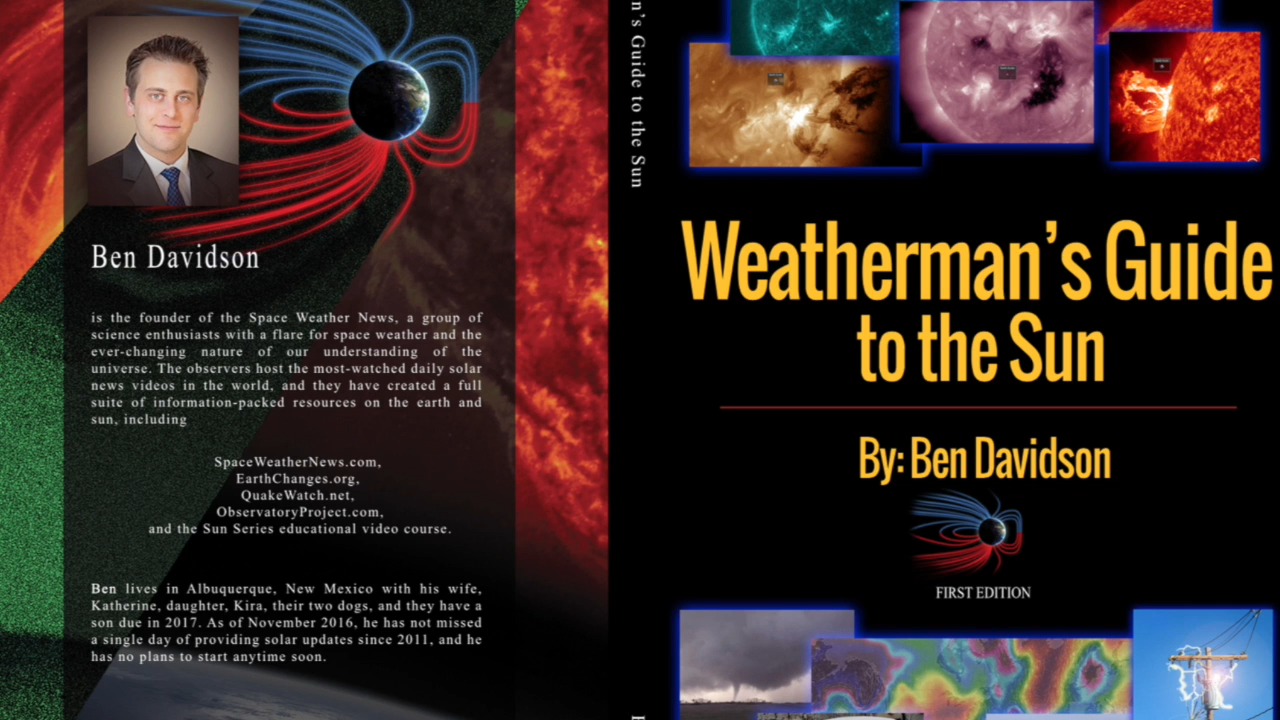 Ben Davidson
is the founder of the Space Weather News, a group of
science enthusiasts with a flare for space weather and the
ever-changing nature of our understanding of the
universe. The observers host the most-watched daily solar
news videos in the world, and they have created a full
suite of information-packed resources on the earth and
sun, including
SpaceWeatherNews.com,
EarthChanges.org,
QuakeWatch.net,
ObservatoryProject.com,
and the Sun Series educational video course.
Ben lives in Albuquerque, New Mexico with his wife,
Katherine, daughter, Kira, their two dogs, and they have a
son due in 2017. As of November 2016, he has not missed
a single day of providing solar updates since 2011, and he
has no plans to start anytime soon.
n's Guide to the Sun
Weatherman's Guide
to the Sun
By: Ben Davidson
FIRST EDITION